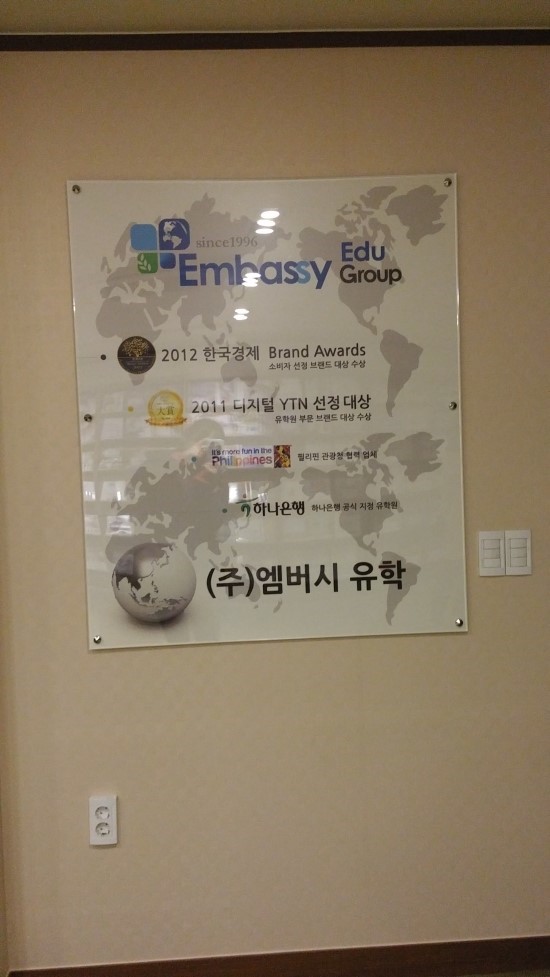 since1996
Embassy Edu Group
2012 한국경제 Brand Awards
소비자 선정 브랜드 대상 수상
大賞
2011 디지털 YTN 선정 대상
유학원 부문 브랜드 대상 수상
It's more fun in the
Philippines 필리핀 관광청 협력 업체
하나은행 하나은행 공식 지정 유학원
(주)엠버시 유학